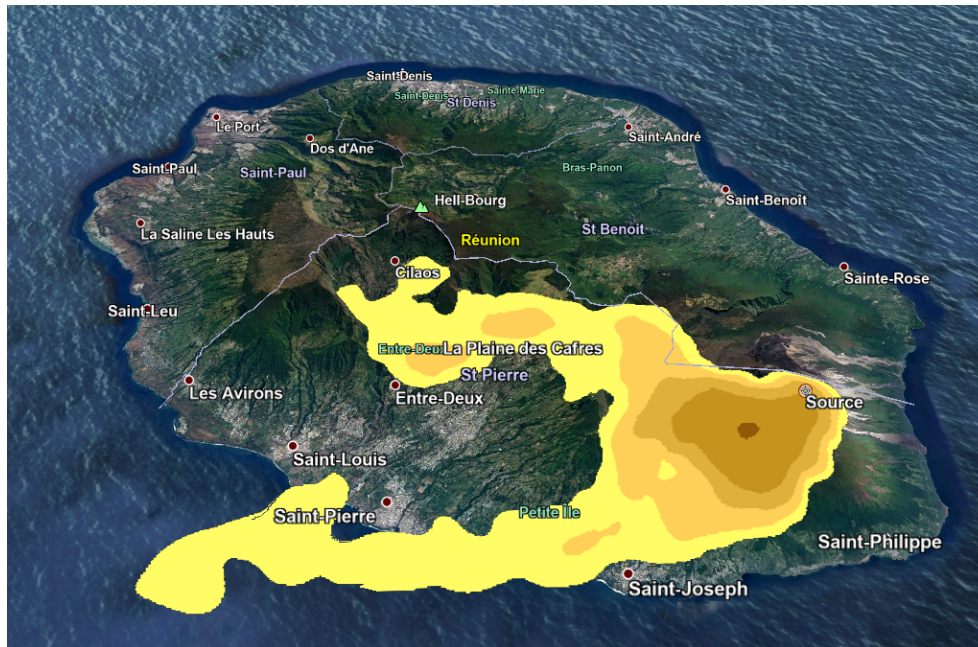 Saint-Denis
Saint-Denis
Sainte Marie
St Denis
Le Port
Saint-André
Dos d'Ane
Saint-Paul
Saint-Paul
Bras-Panon
Hell-Bourg
Saint-Benoit
La Saline Les Hauts
St Benoit
Réunion
Cilaos
Sainte-Rose
Saint-Leu
Entre-Deux
La Plaine des Cafres
St Pierre
Les Avirons
Entre-Deux
Source
Saint-Louis
Saint-Pierre
Petite Île
Saint-Philippe
Saint-Joseph